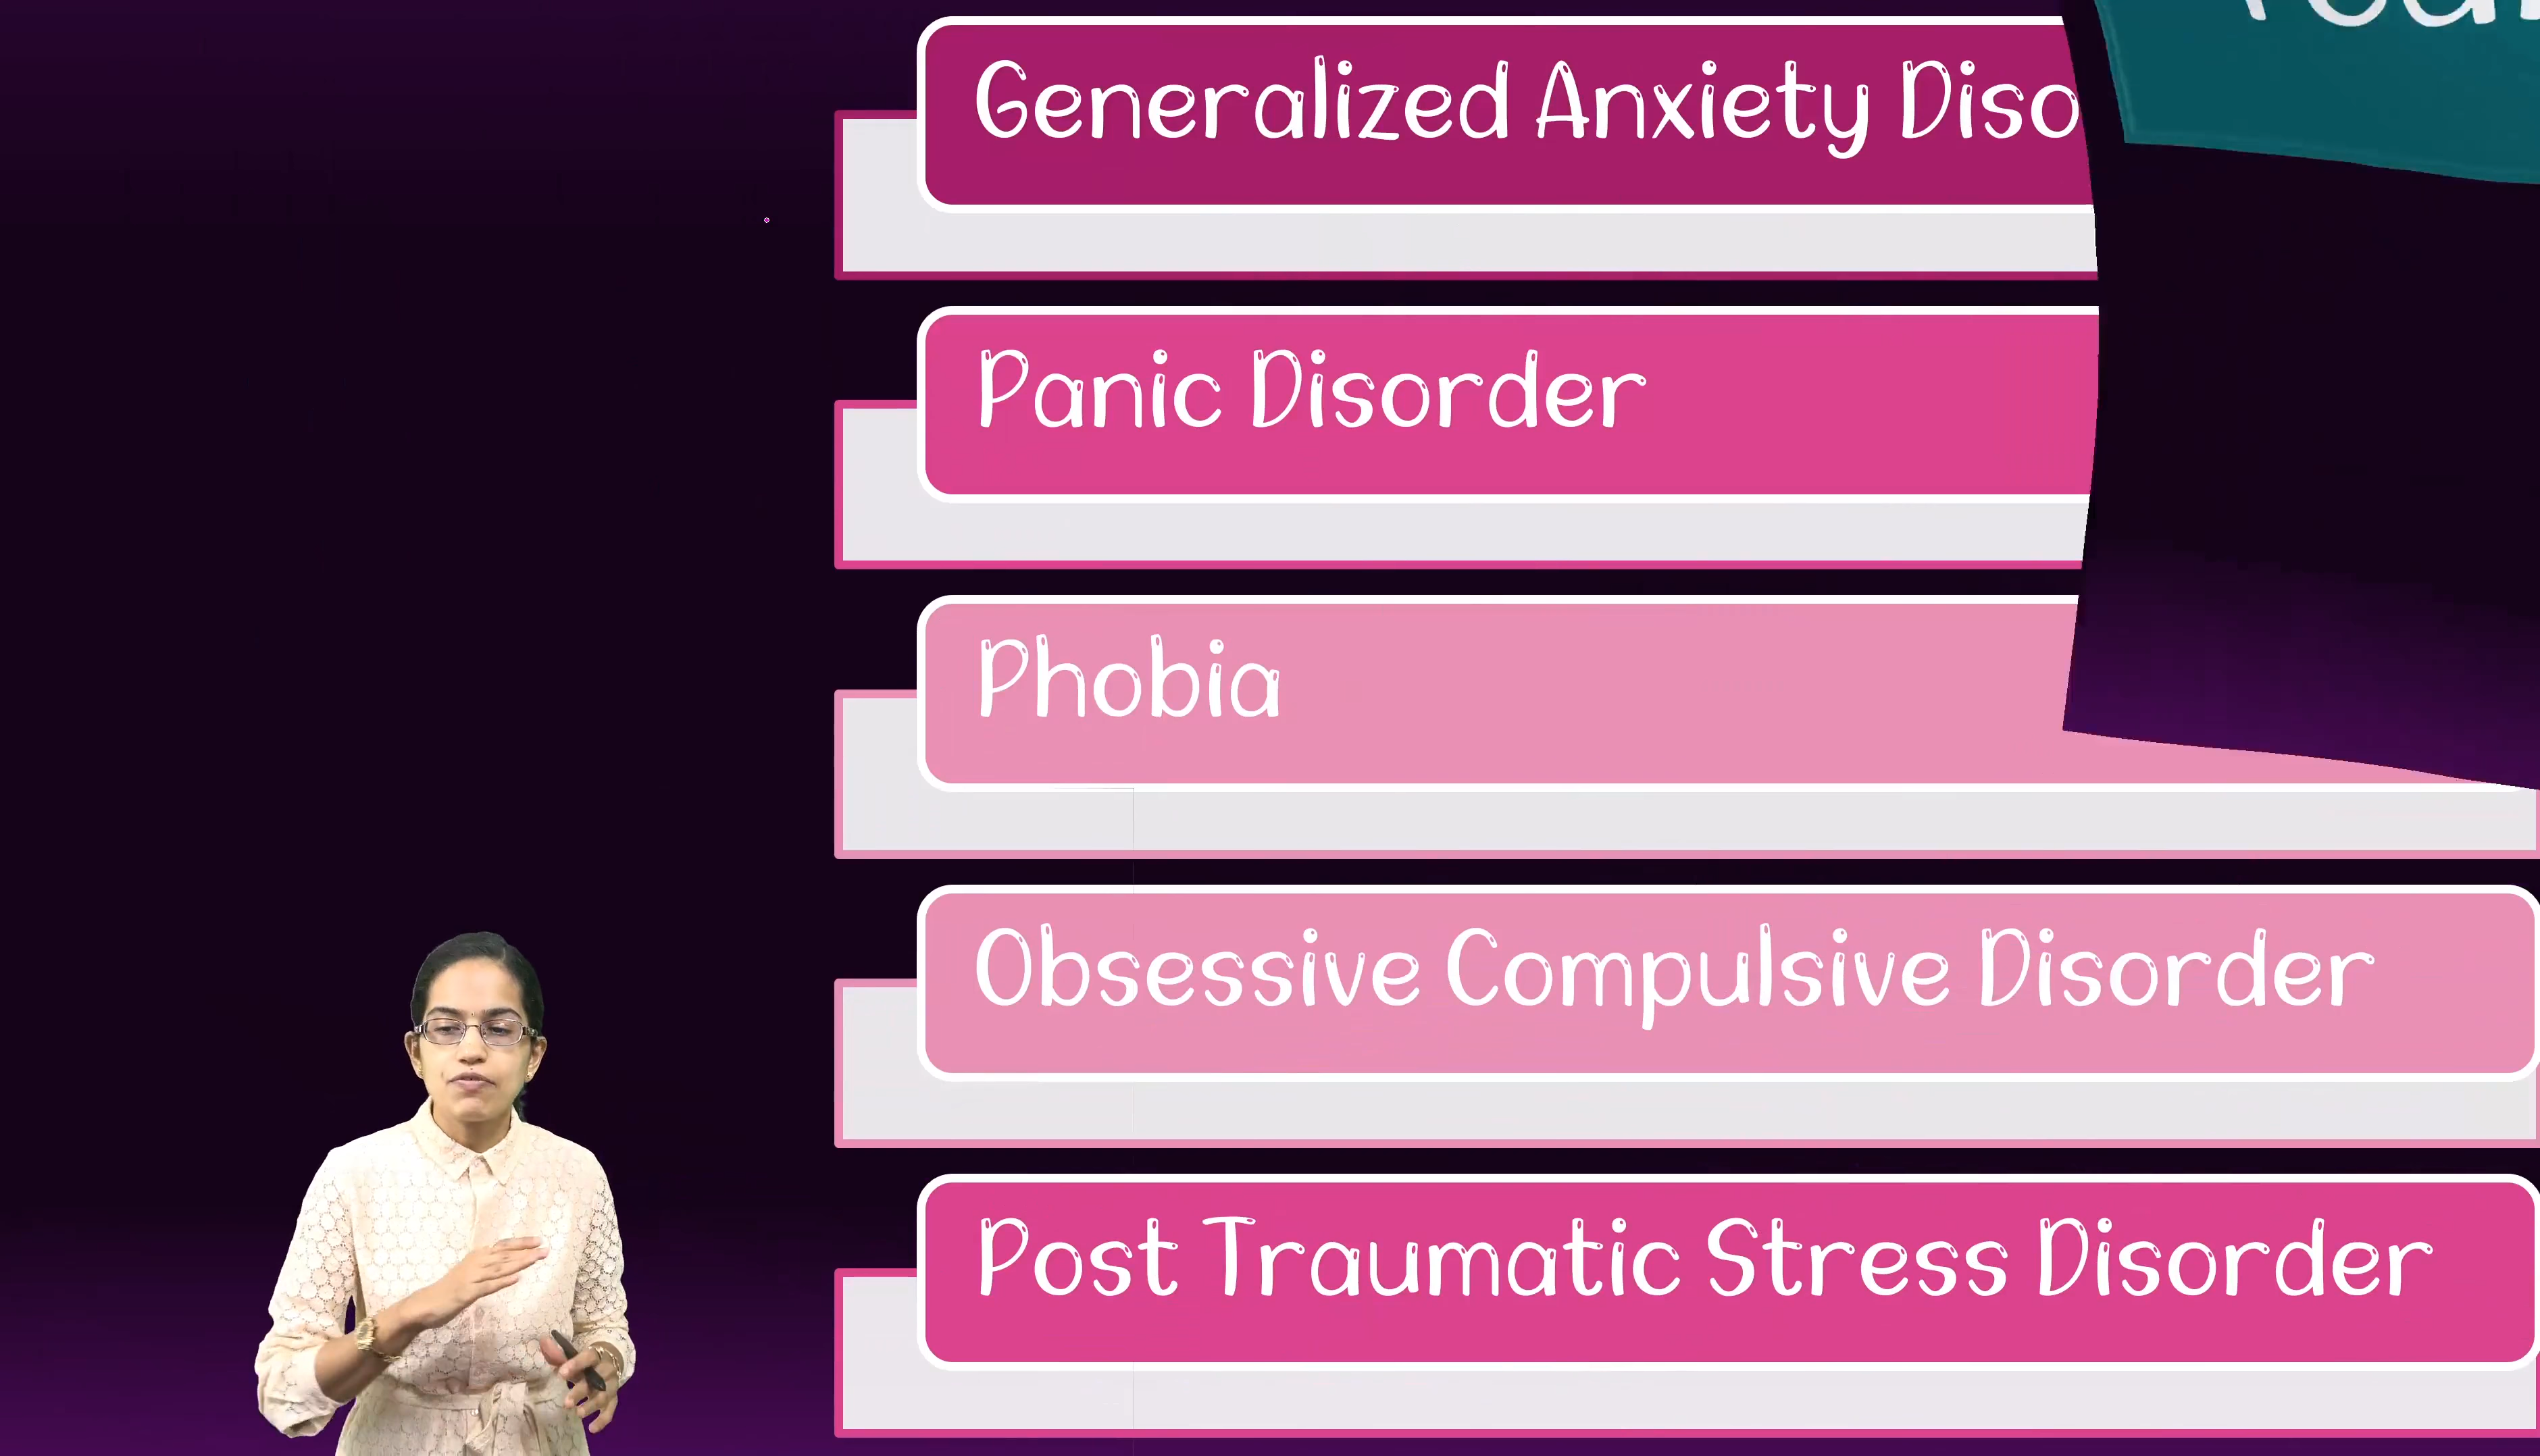 Generalized Anxiety Diso
Panic Disorder
Phobia
Obsessive Compulsive Disorder
Post Traumatic Stress Disorder